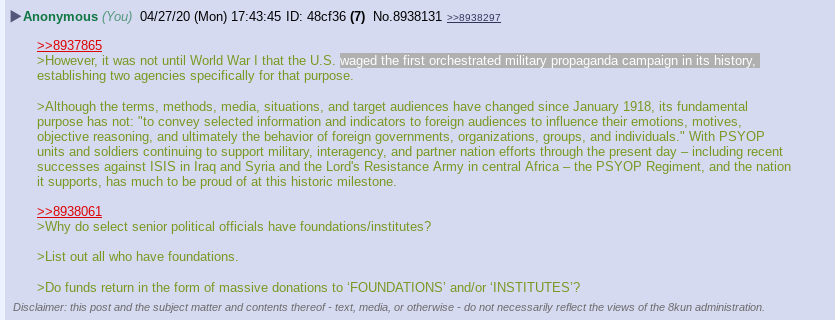 ▶Anonymous (You) 04/27/20 (Mon) 17:43:45 ID: 48cf36 (7) No.8938131 >>8938297
>>8937865
>However, it was not until World War I that the U.S. waged the first orchestrated military propaganda campaign in its history,
establishing two agencies specifically for that purpose.
>Although the terms, methods, media, situations, and target audiences have changed since January 1918, its fundamental
purpose has not: "to convey selected information and indicators to foreign audiences to influence their emotions, motives,
objective reasoning, and ultimately the behavior of foreign governments, organizations, groups, and individuals." With PSYOP
units and soldiers continuing to support military, interagency, and partner nation efforts through the present day – including recent
successes against ISIS in Iraq and Syria and the Lord's Resistance Army in central Africa – the PSYOP Regiment, and the nation
it supports, has much to be proud of at this historic milestone.
>>8938061
>Why do select senior political officials have foundations/institutes?
>List out all who have foundations.
>Do funds return in the form of massive donations to ‘FOUNDATIONS’ and/or ‘INSTITUTES’?
Disclaimer: this post and the subject matter and contents thereof - text, media, or otherwise - do not necessarily reflect the views of the 8kun administration.